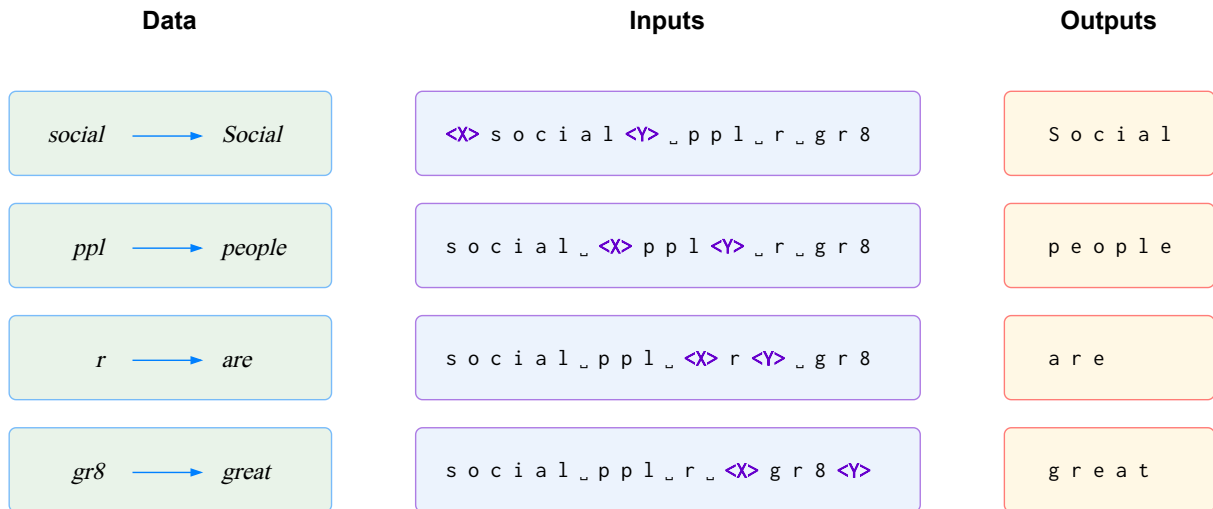 Data Inputs Outputs
social Social <X> s o c i a l <Y> ␣ p p l ␣ r ␣ g r 8 S o c i a l
ppl people s o c i a l ␣ <X> p p l <Y> ␣ r ␣ g r 8 p e o p l e
r are s o c i a l ␣ p p l ␣ <X> r <Y> ␣ g r 8 a r e
gr8 great s o c i a l ␣ p p l ␣ r ␣ <X> g r 8 <Y> g r e a t